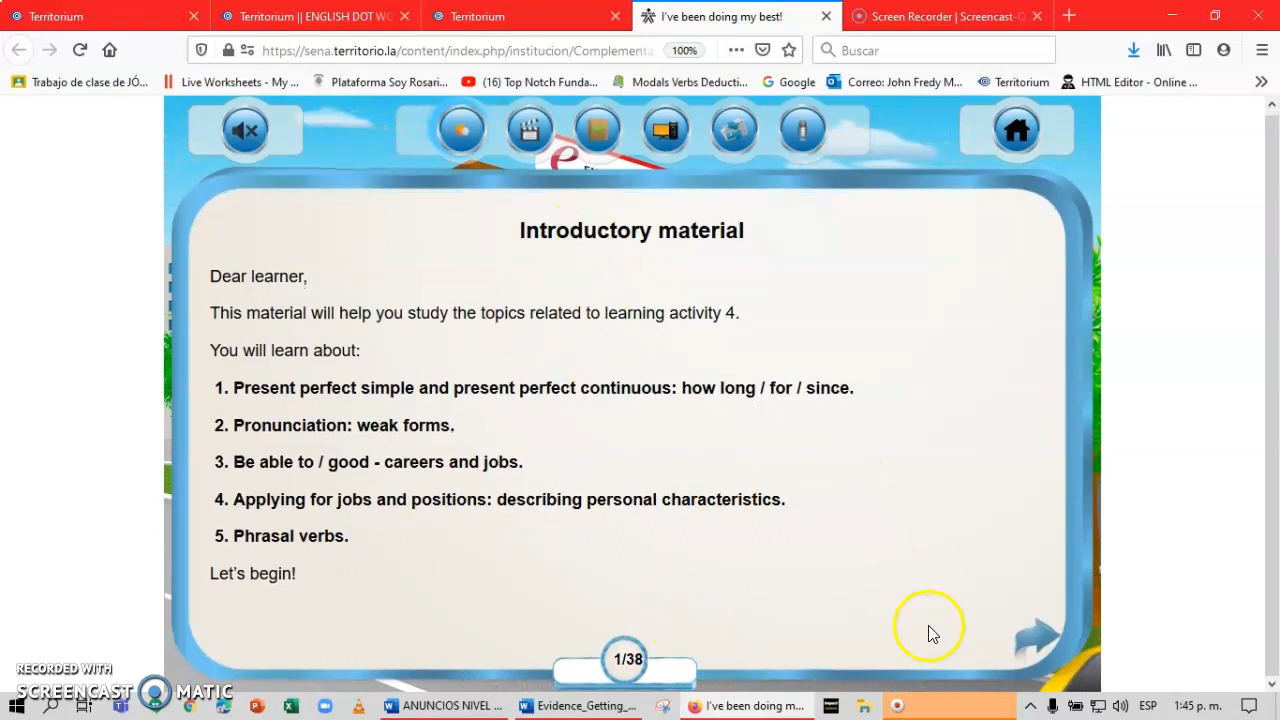 Territorium
Territorium || ENGLISH DOT WO
Territorium
I've been doing my best!
Screen Recorder | Screencast-O
https://sena.territorio.la/content/index.php/institucion/Complementa
100%
Buscar
Trabajo de clase de JÓ...
Live Worksheets - My ...
Plataforma Soy Rosari...
(16) Top Notch Funda...
Modals Verbs Deducti...
Google
Correo: John Fredy M...
Territorium
HTML Editor - Online ...
Introductory material
Dear learner,
This material will help you study the topics related to learning activity 4.
You will learn about:
1. Present perfect simple and present perfect continuous: how long / for / since.
2. Pronunciation: weak forms.
3. Be able to / good - careers and jobs.
4. Applying for jobs and positions: describing personal characteristics.
5. Phrasal verbs.
Let's begin!
1/38
RECORDED WITH
SCREENCAST MATIC
ANUNCIOS NIVEL ...
Evidence_Getting_...
I've been doing m...
ESP
1:45 p. m.